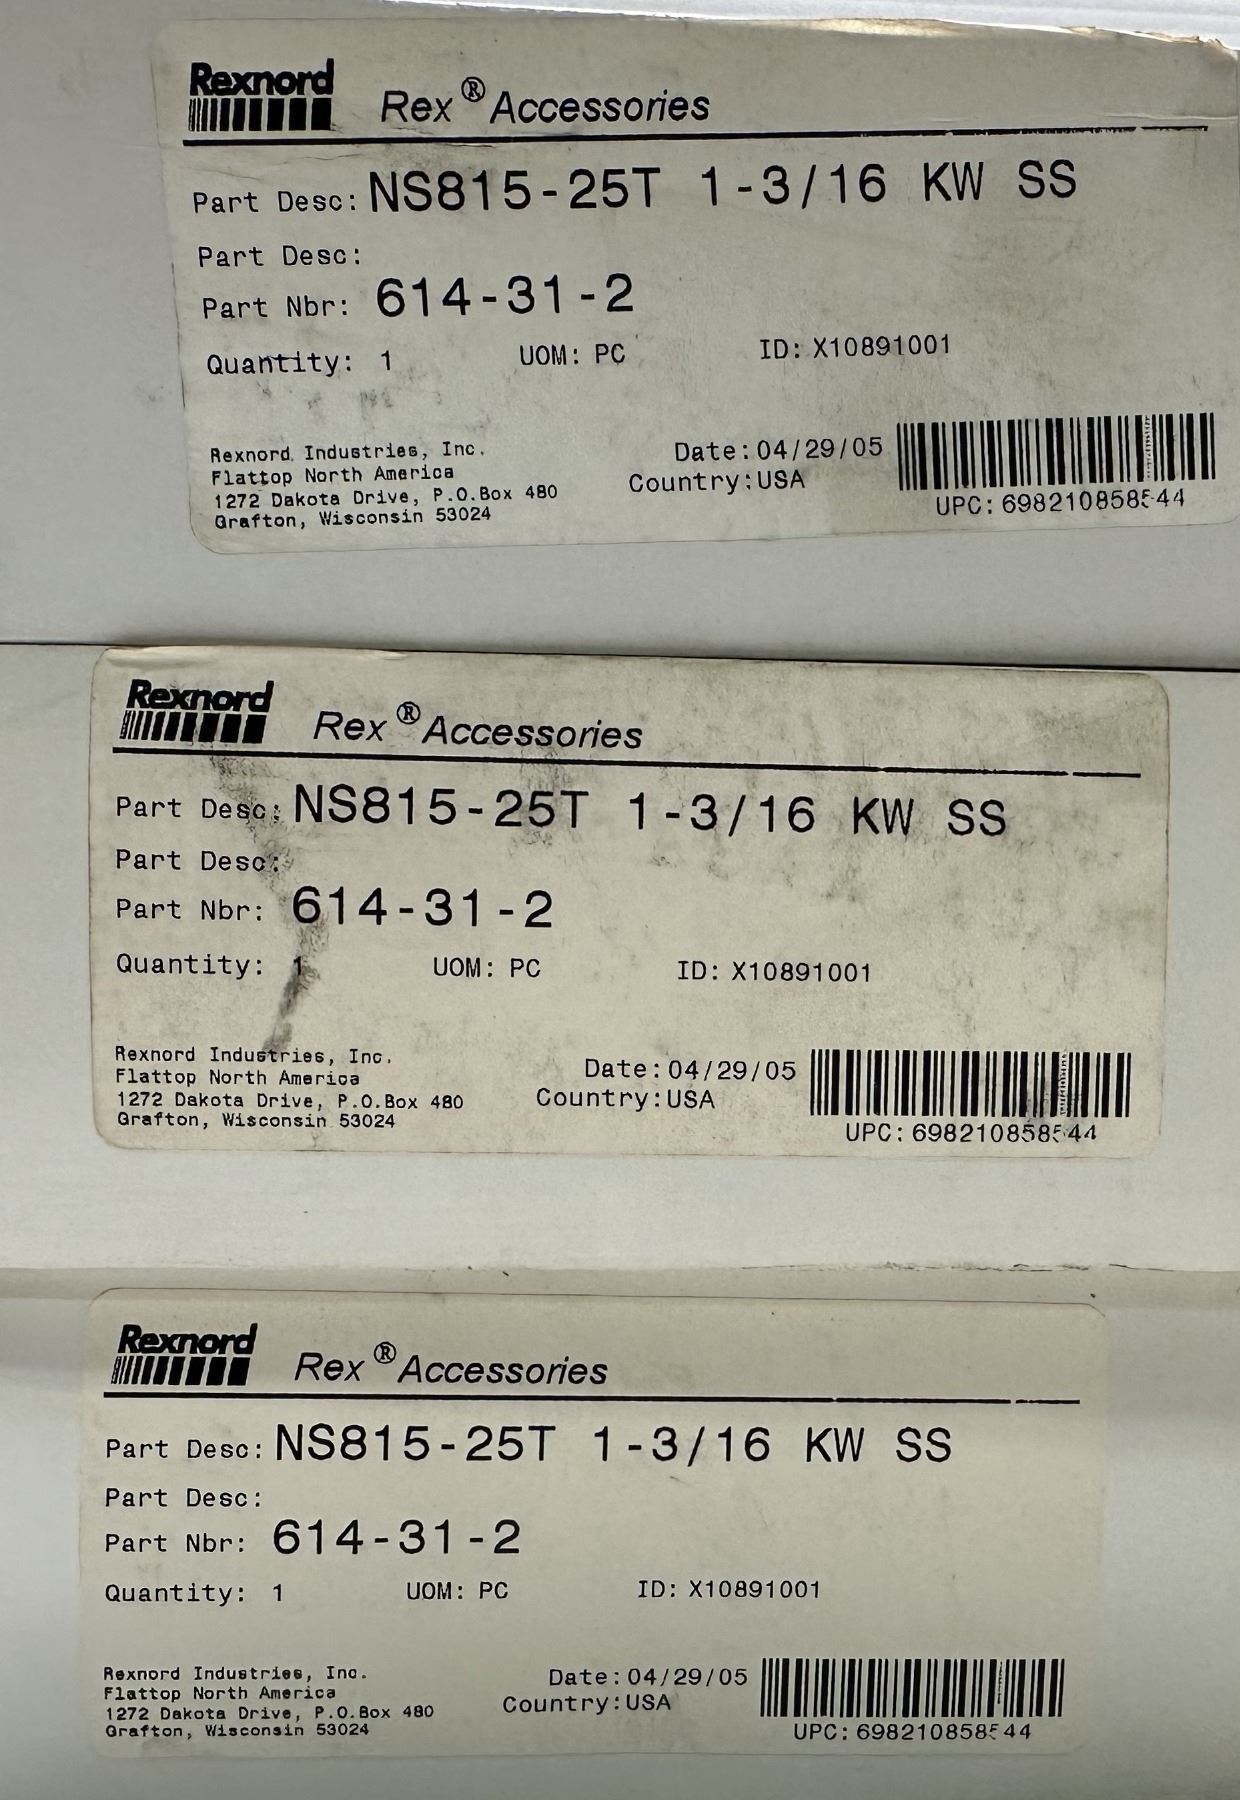 Rexnord
Rex® Accessories
Part Desc: NS815-25T 1-3/16 KW SS
Part Desc:
Part Nbr: 614-31-2
Quantity: 1 UOM: PC ID: X10891001
Rexnord Industries, Inc.
Flattop North America
1272 Dakota Drive, P.O.Box 480
Grafton, Wisconsin 53024
Date:04/29/05
Country:USA
UPC: 698210858544
Rexnord
Rex® Accessories
Part Desc: NS815-25T 1-3/16 KW SS
Part Desc:
Part Nbr: 614-31-2
Quantity: 1 UOM: PC ID: X10891001
Rexnord Industries, Inc.
Flattop North America
1272 Dakota Drive, P.O.Box 480
Grafton, Wisconsin 53024
Date:04/29/05
Country:USA
UPC: 698210858544
Rexnord
Rex® Accessories
Part Desc: NS815-25T 1-3/16 KW SS
Part Desc:
Part Nbr: 614-31-2
Quantity: 1 UOM: PC ID: X10891001
Rexnord Industries, Inc.
Flattop North America
1272 Dakota Drive, P.O.Box 480
Grafton, Wisconsin 53024
Date:04/29/05
Country:USA
UPC: 698210858544